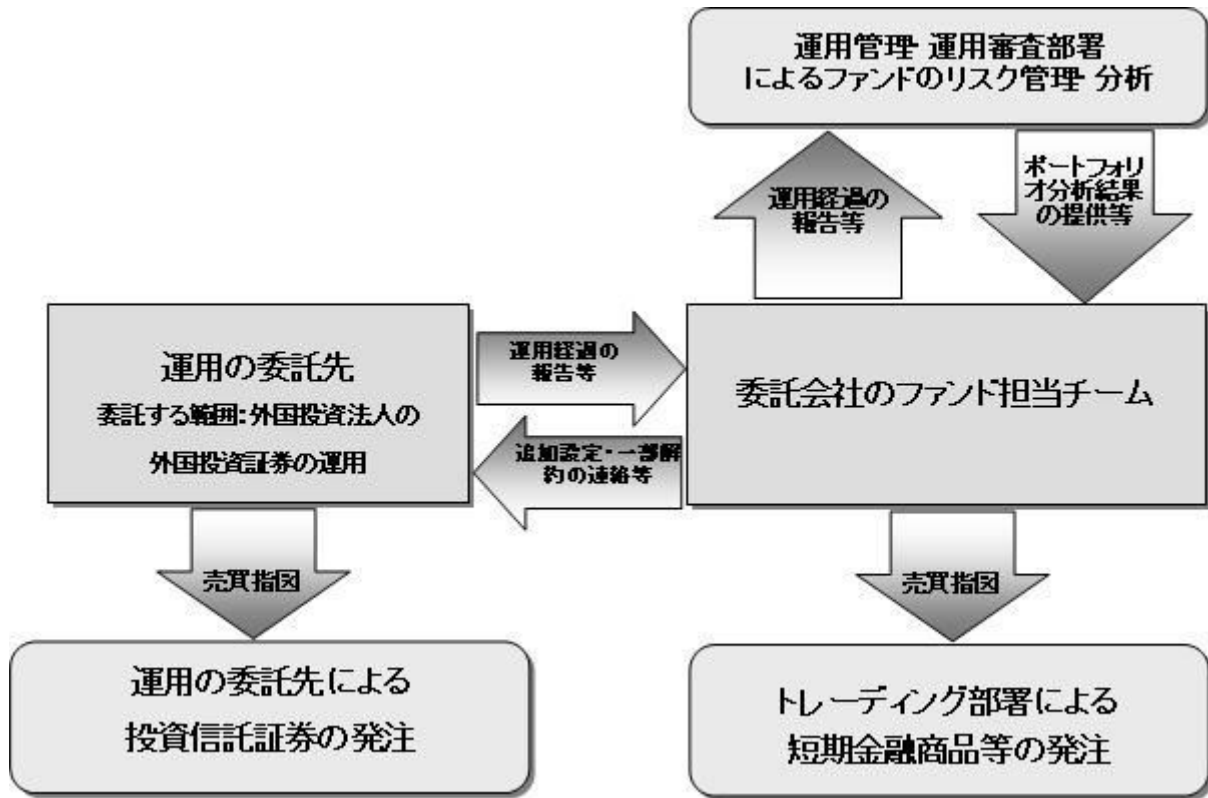 運用管理・運用審査部署
によるファンドのリスク管理・分析
運用経過の
報告等
ポートフォリ
オ分析結果
の提供等
運用の委託先
委託する範囲:外国投資法人の
外国投資証券の運用
運用経過の
報告等
追加設定・一部解
約の連絡等
委託会社のファンド担当チーム
売買指図
売買指図
運用の委託先による
投資信託証券の発注
トレーディング部署による
短期金融商品等の発注